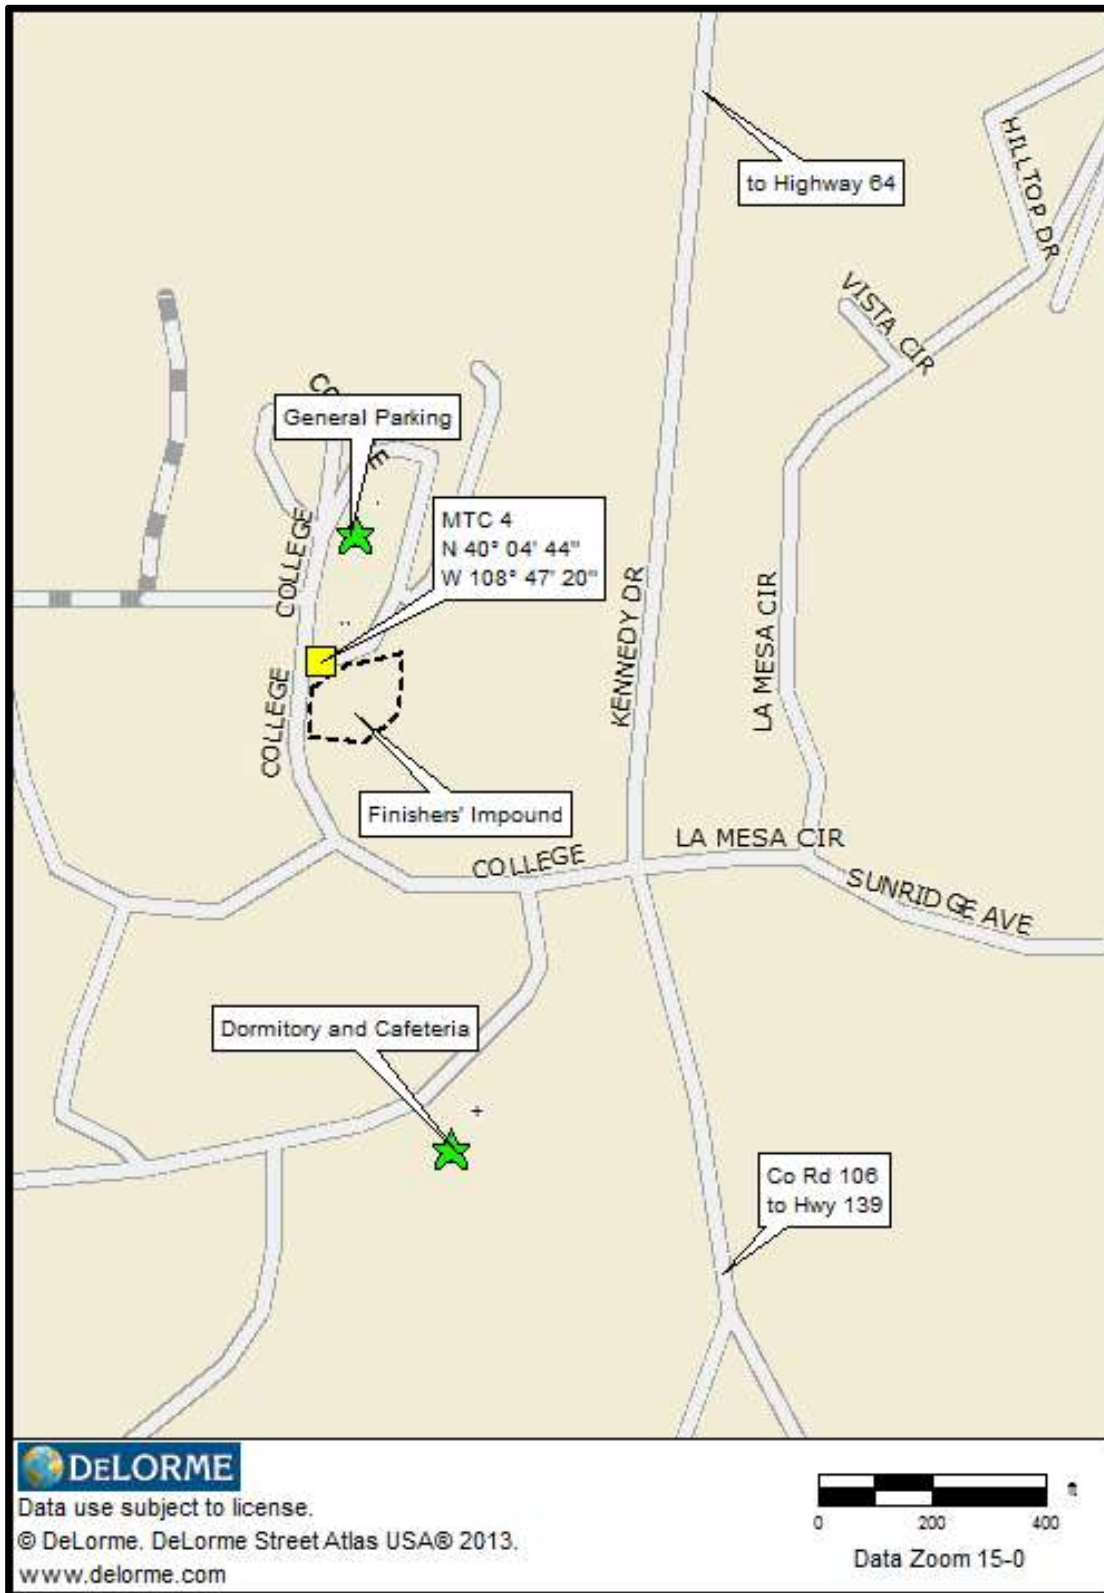 to Highway 64
HILLTOP DR
VISTA CIR
General Parking
COLLEGE
MTC 4
N 40° 04' 44"
W 108° 47' 20"
KENNEDY DR
LA MESA CIR
COLLEGE
Finishers' Impound
COLLEGE
LA MESA CIR
SUNRIDGE AVE
Dormitory and Cafeteria
Co Rd 106
to Hwy 139
DELORME
Data use subject to license.
© DeLorme. DeLorme Street Atlas USA® 2013.
www.delorme.com
ft
0 200 400
Data Zoom 15-0